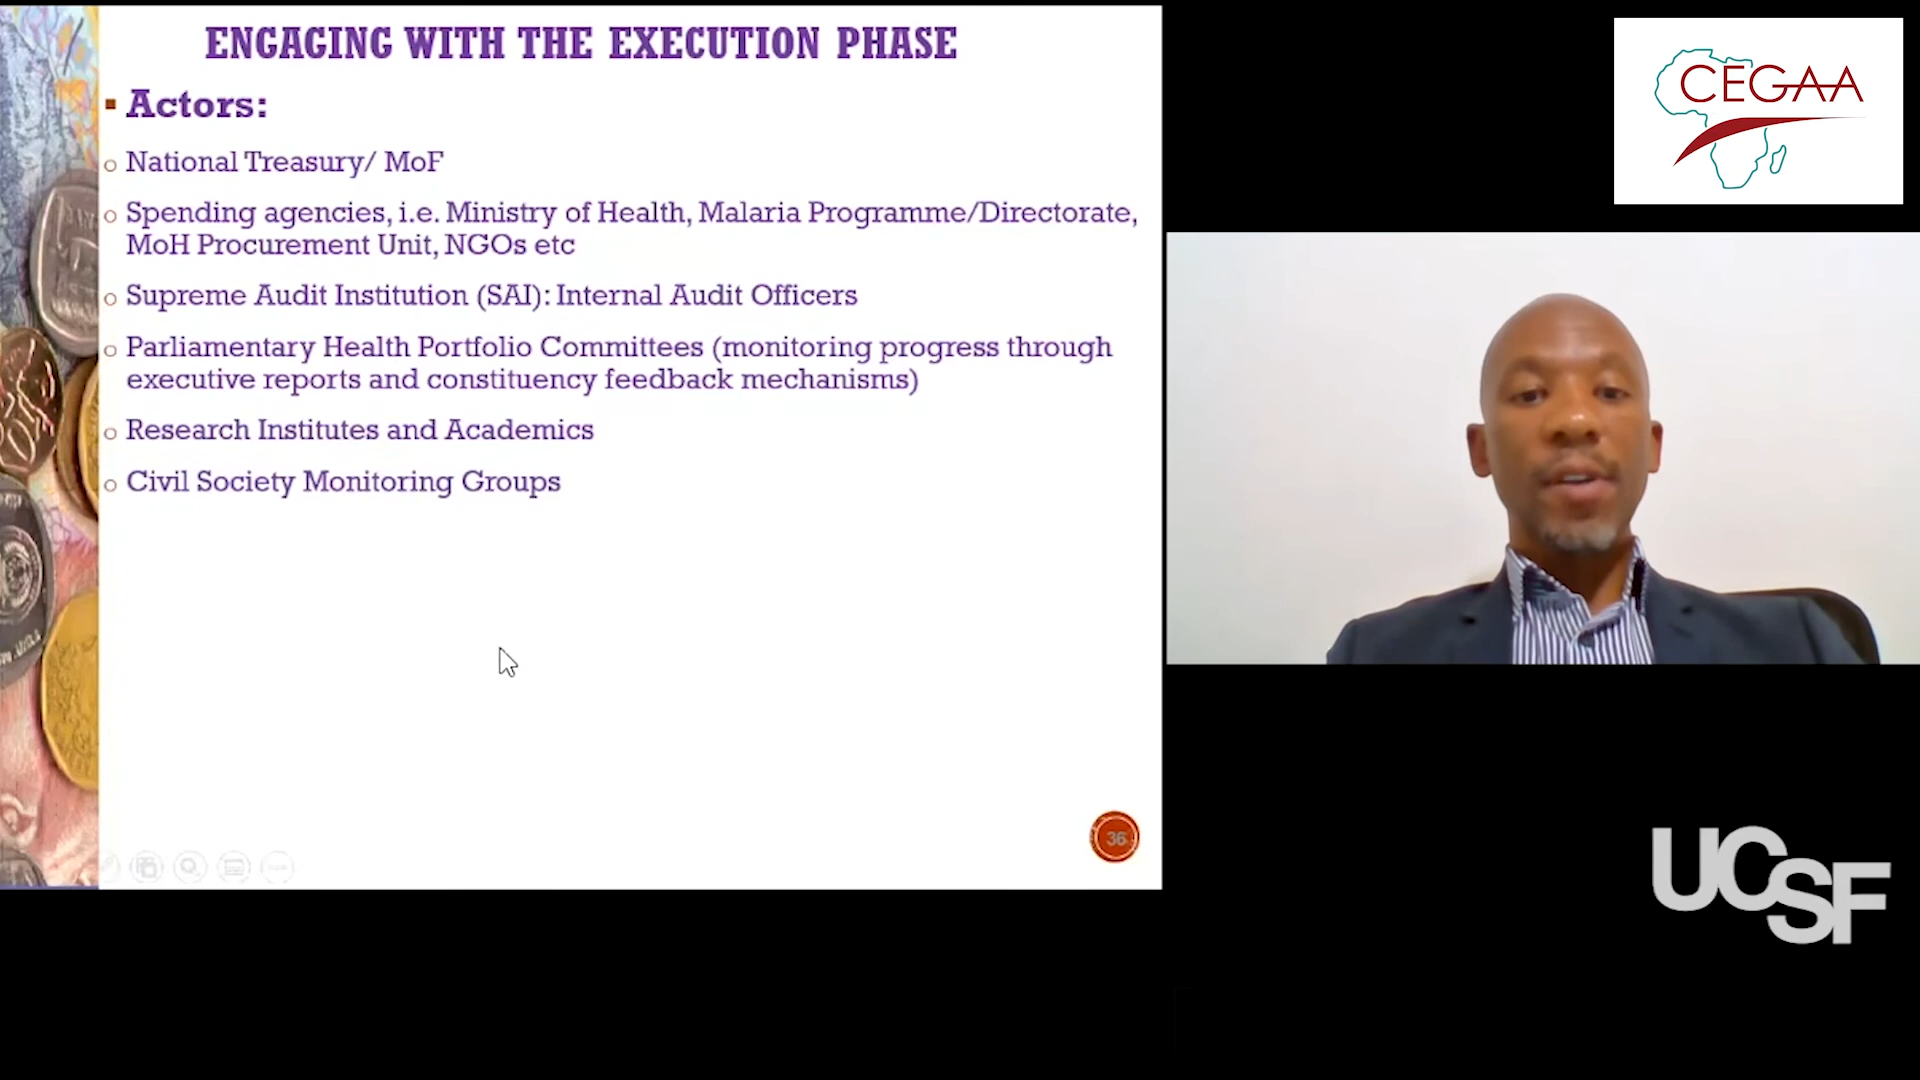 ENGAGING WITH THE EXECUTION PHASE
Actors:
National Treasury/ MoF
Spending agencies, i.e. Ministry of Health, Malaria Programme/Directorate,
MoH Procurement Unit, NGOs etc
Supreme Audit Institution (SAI): Internal Audit Officers
Parliamentary Health Portfolio Committees (monitoring progress through
executive reports and constituency feedback mechanisms)
Research Institutes and Academics
Civil Society Monitoring Groups
36
CEGAA
UCSF